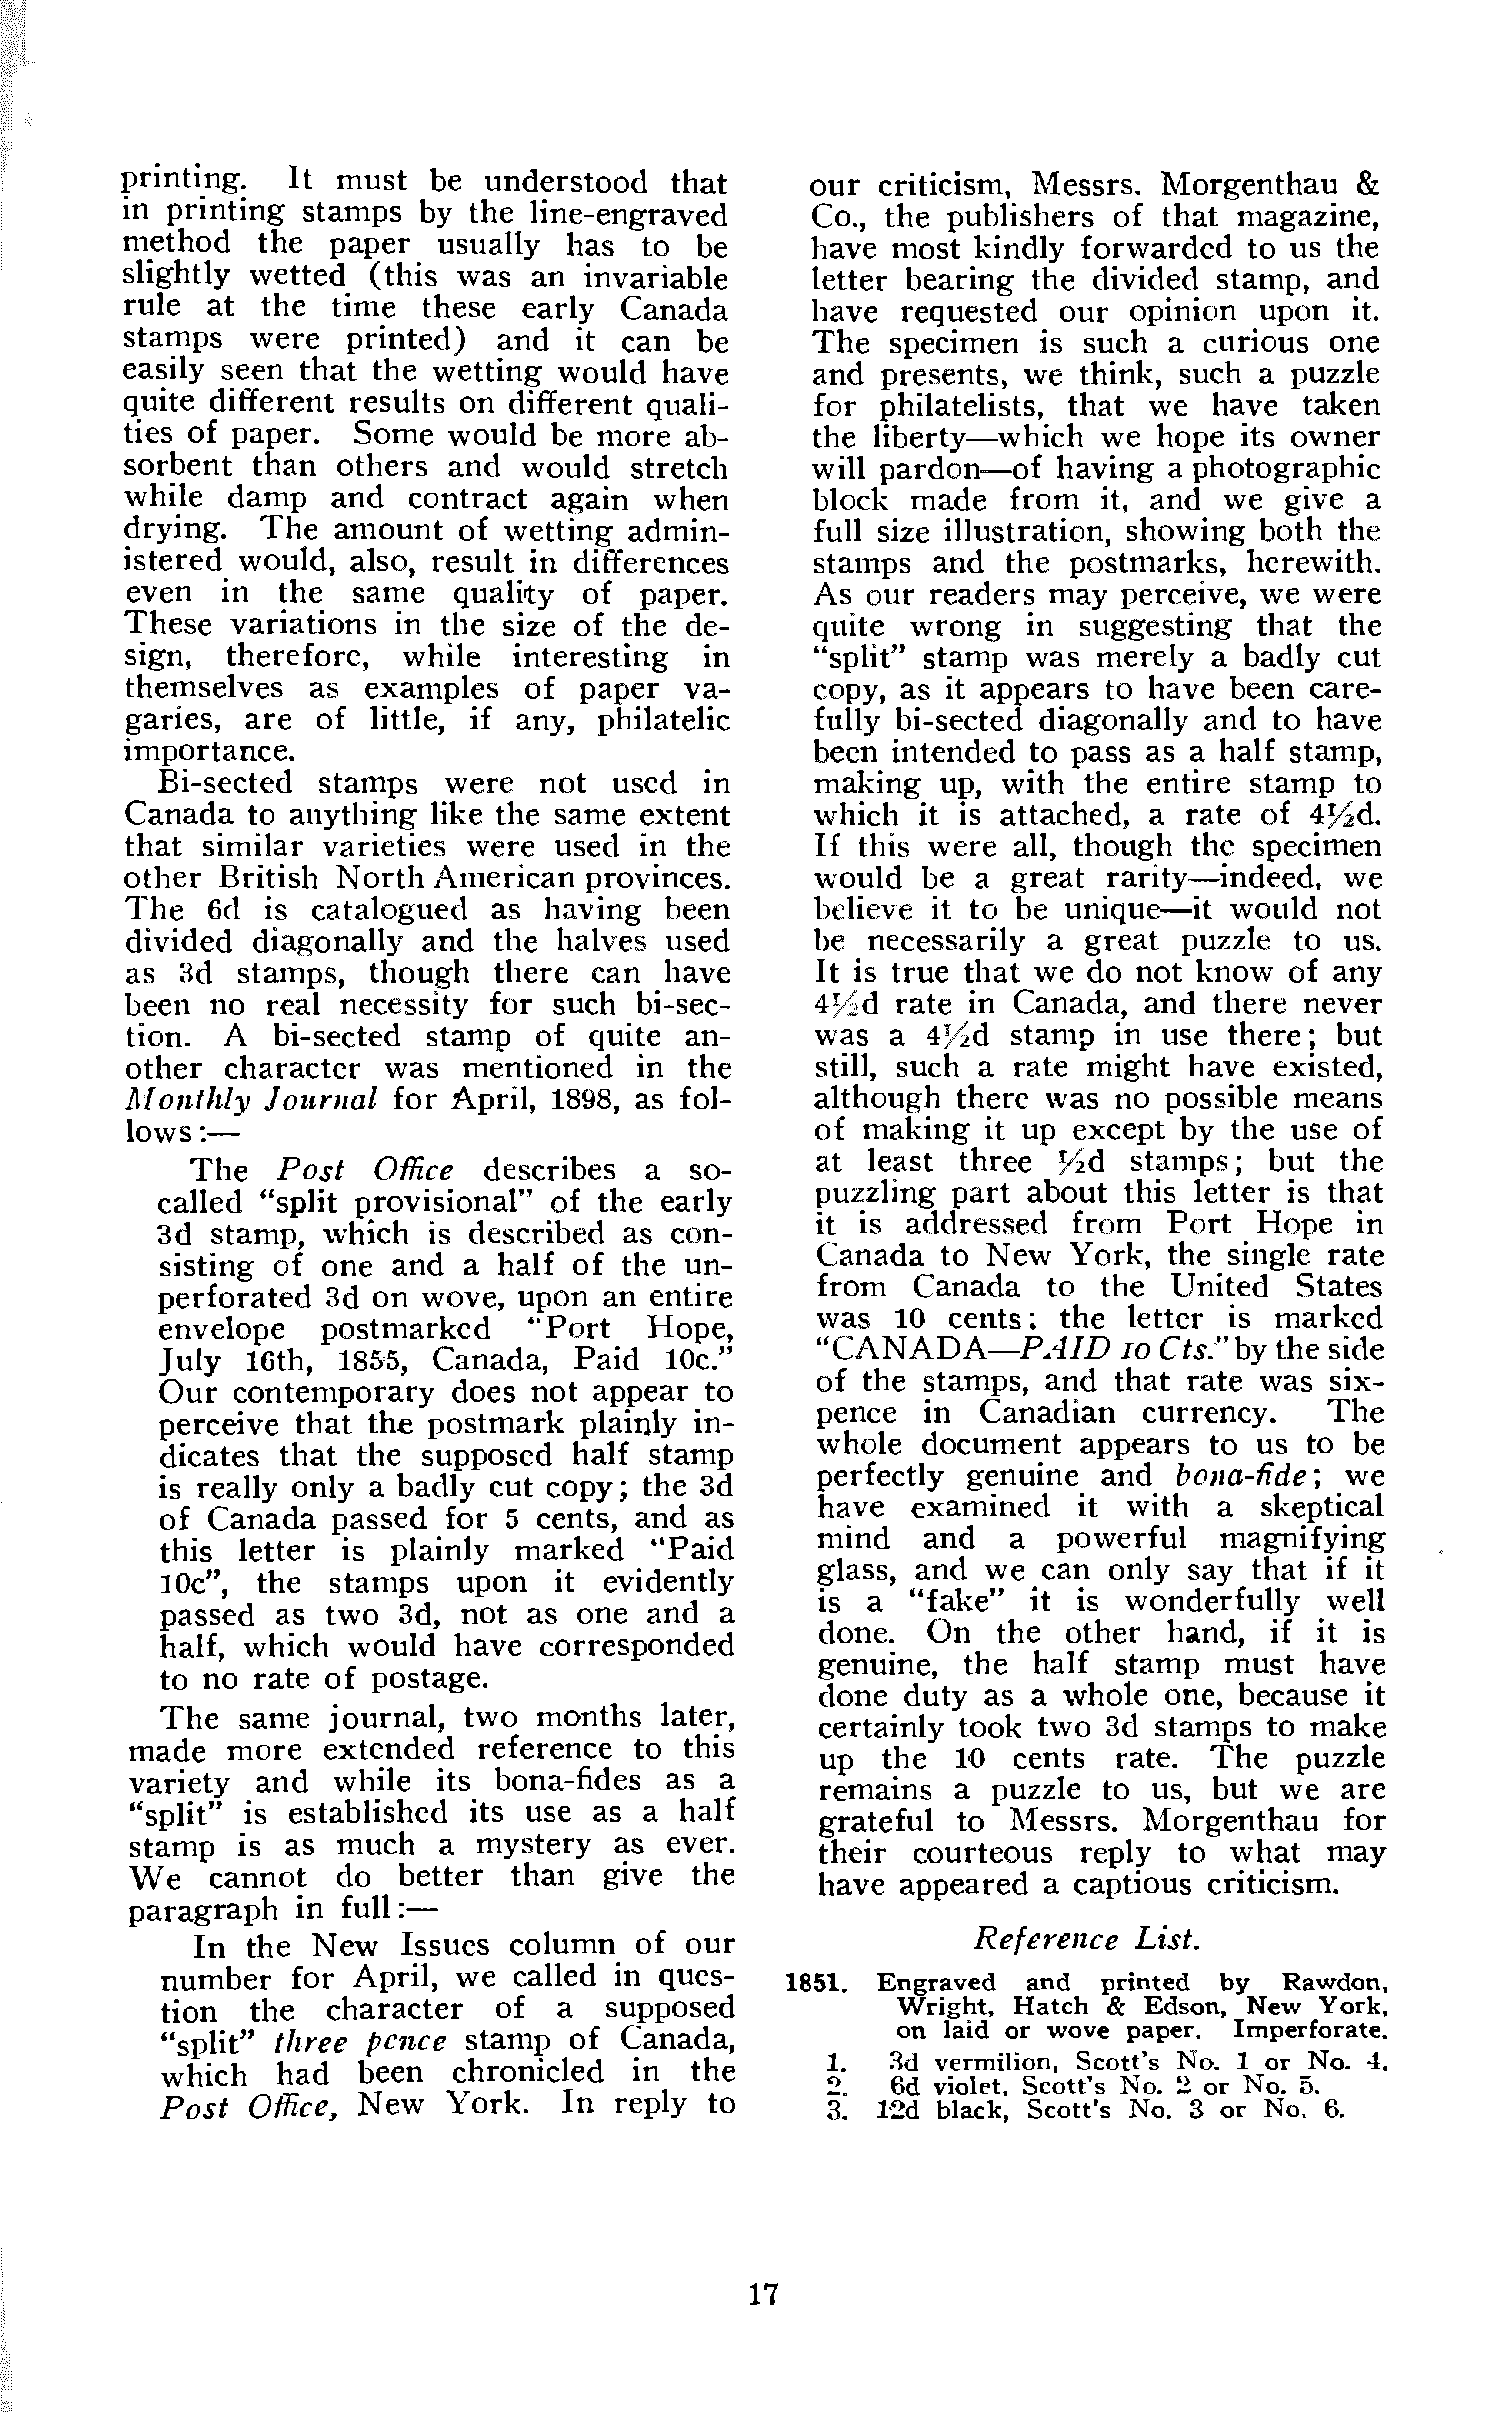 printing. It must be understood that
in printing stamps by the line-engraved
method the paper usually has to be
slightly wetted (this was an invariable
rule at the time these early Canada
stamps were printed) and it can be
easily seen that the wetting would have
quite different results on different quali-
ties of paper. Some would be more ab-
sorbent than others and would stretch
while damp and contract again when
drying. The amount of wetting admin-
istered would, also, result in differences
even in the same quality of paper.
These variations in the size of the de-
sign, therefore, while interesting in
themselves as examples of paper va-
garies, are of little, if any, philatelic
importance.
Bi-sected stamps were not used in
Canada to anything like the same extent
that similar varieties were used in the
other British North American provinces.
The 6d is catalogued as having been
divided diagonally and the halves used
as 3d stamps, though there can have
been no real necessity for such bi-sec-
tion. A bi-sected stamp of quite an-
other character was mentioned in the
Monthly Journal for April, 1898, as fol-
lows:—
The Post Office describes a so-
called “split provisional” of the early
3d stamp, which is described as con-
sisting of one and a half of the un-
perforated 3d on wove, upon an entire
envelope postmarked “Port Hope,
July 16th, 1855, Canada, Paid 10c.”
Our contemporary does not appear to
perceive that the postmark plainly in-
dicates that the supposed half stamp
is really only a badly cut copy; the 3d
of Canada passed for 5 cents, and as
this letter is plainly marked “Paid
10c”, the stamps upon it evidently
passed as two 3d, not as one and a
half, which would have corresponded
to no rate of postage.
The same journal, two months later,
made more extended reference to this
variety and while its bona-fides as a
“split” is established its use as a half
stamp is as much a mystery as ever.
We cannot do better than give the
paragraph in full:—
In the New Issues column of our
number for April, we called in ques-
tion the character of a supposed
“split” three pence stamp of Canada,
which had been chronicled in the
Post Office, New York. In reply to
our criticism, Messrs. Morgenthau &
Co., the publishers of that magazine,
have most kindly forwarded to us the
letter bearing the divided stamp, and
have requested our opinion upon it.
The specimen is such a curious one
and presents, we think, such a puzzle
for philatelists, that we have taken
the liberty—which we hope its owner
will pardon—of having a photographic
block made from it, and we give a
full size illustration, showing both the
stamps and the postmarks, herewith.
As our readers may perceive, we were
quite wrong in suggesting that the
“split” stamp was merely a badly cut
copy, as it appears to have been care-
fully bi-sected diagonally and to have
been intended to pass as a half stamp,
making up, with the entire stamp to
which it is attached, a rate of 4½d.
If this were all, though the specimen
would be a great rarity—indeed, we
believe it to be unique—it would not
be necessarily a great puzzle to us.
It is true that we do not know of any
4½d rate in Canada, and there never
was a 4½d stamp in use there; but
still, such a rate might have existed,
although there was no possible means
of making it up except by the use of
at least three ½d stamps; but the
puzzling part about this letter is that
it is addressed from Port Hope in
Canada to New York, the single rate
from Canada to the United States
was 10 cents; the letter is marked
“CANADA—PAID 10 Cts.” by the side
of the stamps, and that rate was six-
pence in Canadian currency. The
whole document appears to us to be
perfectly genuine and bona-fide; we
have examined it with a skeptical
mind and a powerful magnifying
glass, and we can only say that if it
is a “fake” it is wonderfully well
done. On the other hand, if it is
genuine, the half stamp must have
done duty as a whole one, because it
certainly took two 3d stamps to make
up the 10 cents rate. The puzzle
remains a puzzle to us, but we are
grateful to Messrs. Morgenthau for
their courteous reply to what may
have appeared a captious criticism.
Reference List.
1851. Engraved and printed by Rawdon,
Wright, Hatch & Edson, New York,
on laid or wove paper. Imperforate.
1. 3d vermilion, Scott's No. 1 or No. 4.
2. 6d violet, Scott's No. 2 or No. 5.
3. 12d black, Scott's No. 3 or No. 6.
17